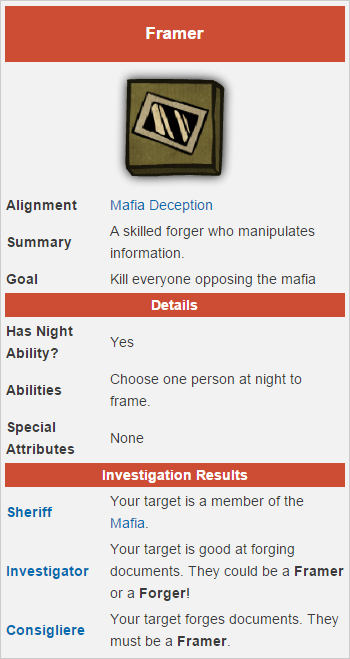 Framer
Alignment Mafia Deception
Summary A skilled forger who manipulates
information.
Goal Kill everyone opposing the mafia
Details
Has Night
Ability? Yes
Abilities Choose one person at night to
frame.
Special
Attributes None
Investigation Results
Sheriff Your target is a member of the
Mafia.
Investigator Your target is good at forging
documents. They could be a Framer
or a Forger!
Consigliere Your target forges documents. They
must be a Framer.